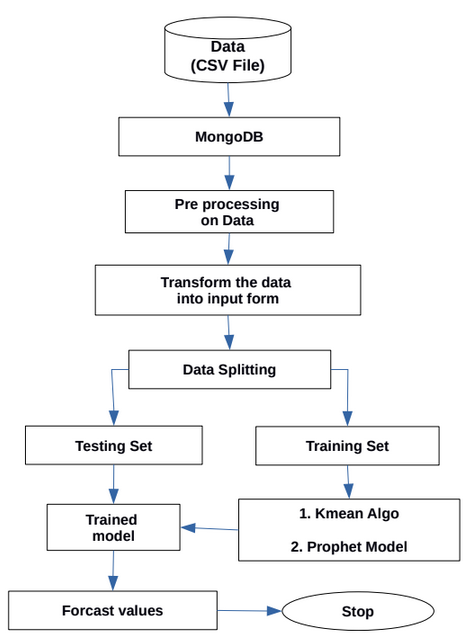 Data
(CSV File)
MongoDB
Pre processing
on Data
Transform the data
into input form
Data Splitting
Testing Set
Training Set
Trained
model
1. Kmean Algo
2. Prophet Model
Forcast values
Stop